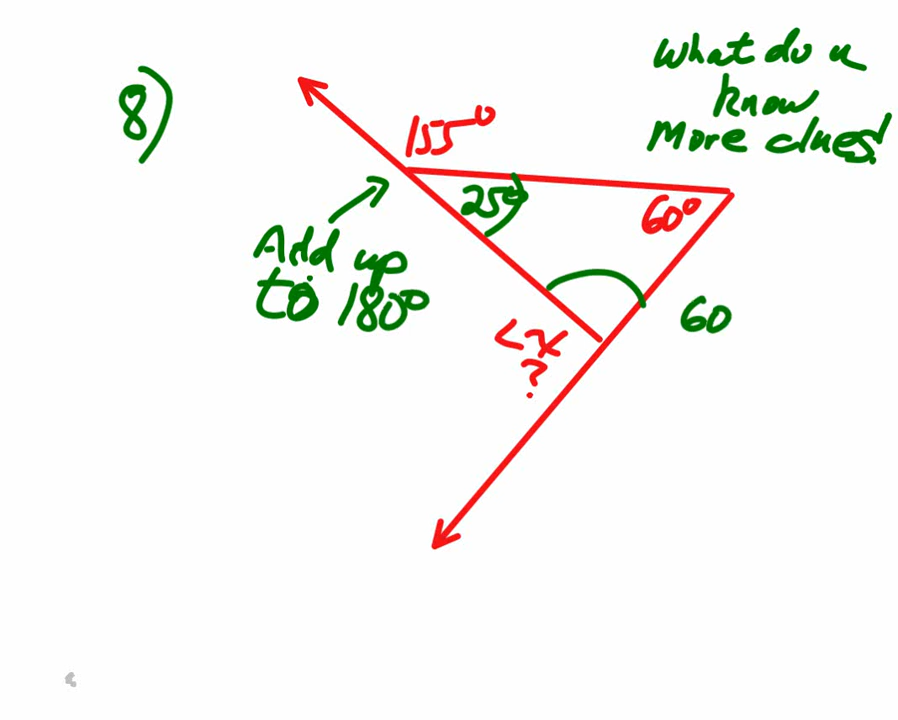 8)
What do u
know
More clues!
155°
25°
60°
Add up
to 180°
60
<x
?